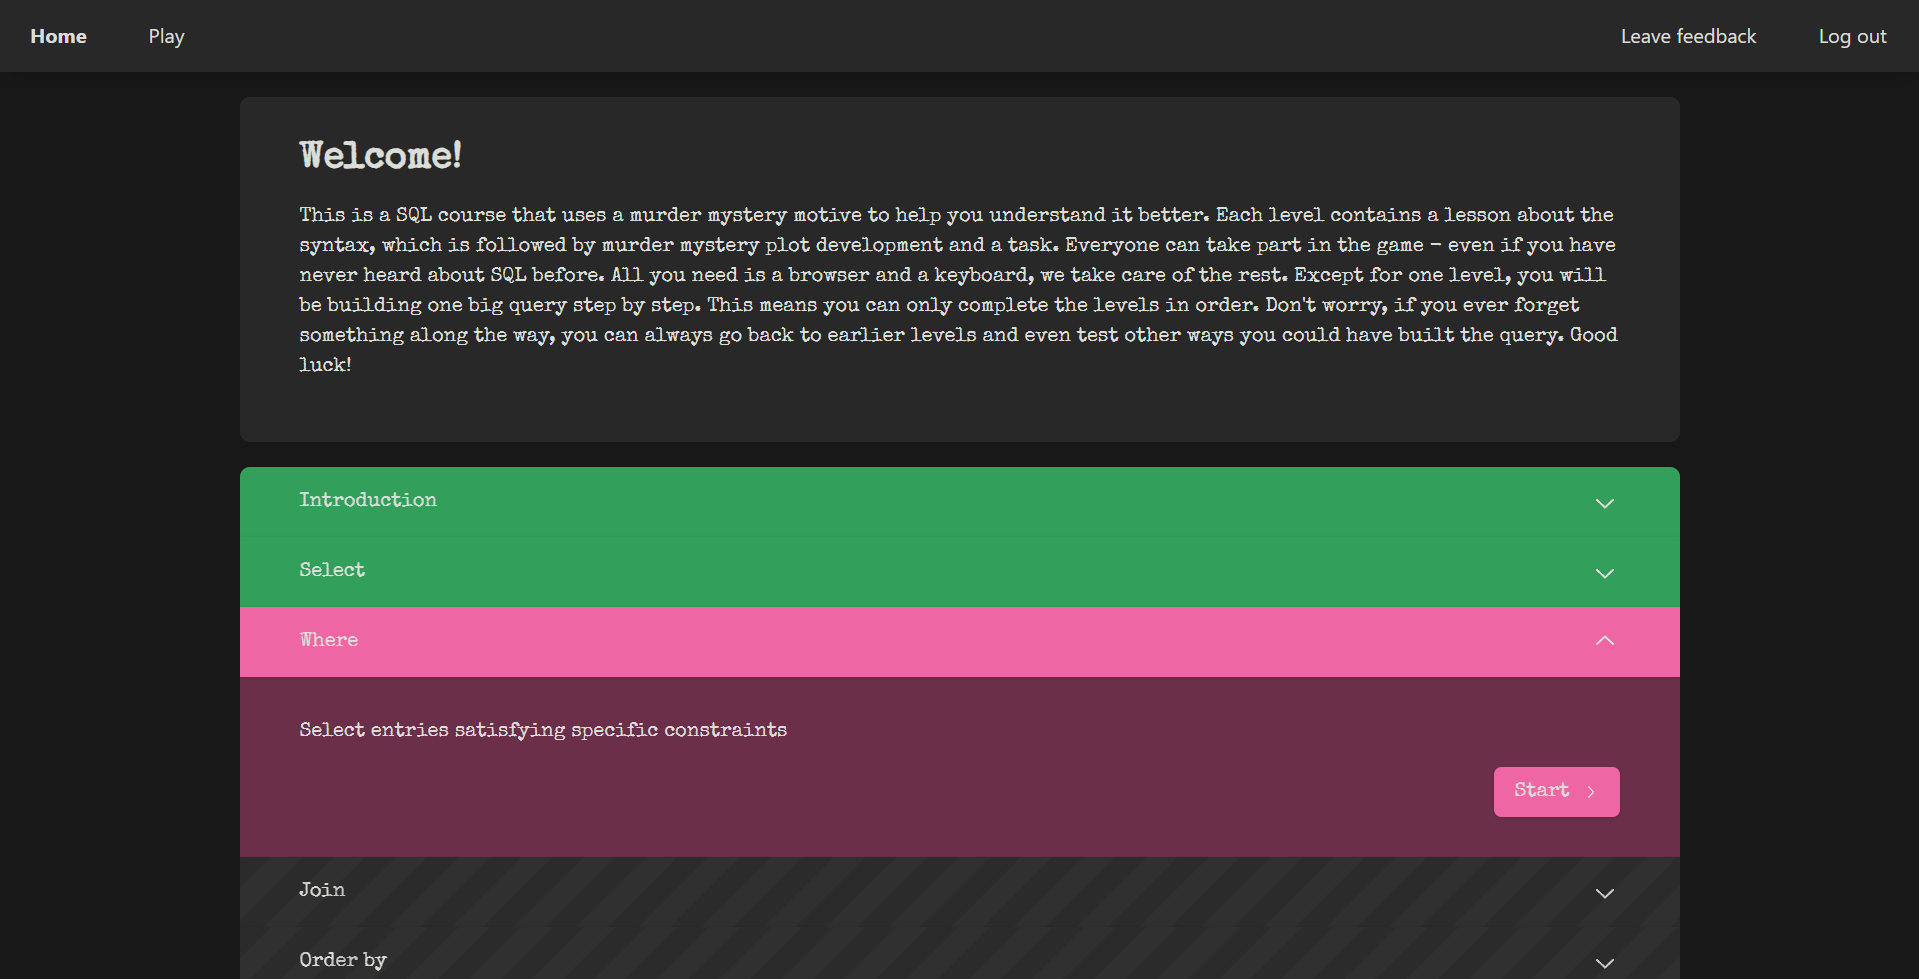 Home Play Leave feedback Log out
Welcome!
This is a SQL course that uses a murder mystery motive to help you understand it better. Each level contains a lesson about the
syntax, which is followed by murder mystery plot development and a task. Everyone can take part in the game - even if you have
never heard about SQL before. All you need is a browser and a keyboard, we take care of the rest. Except for one level, you will
be building one big query step by step. This means you can only complete the levels in order. Don't worry, if you ever forget
something along the way, you can always go back to earlier levels and even test other ways you could have built the query. Good
luck!
Introduction
Select
Where
Select entries satisfying specific constraints
Start
Join
Order by